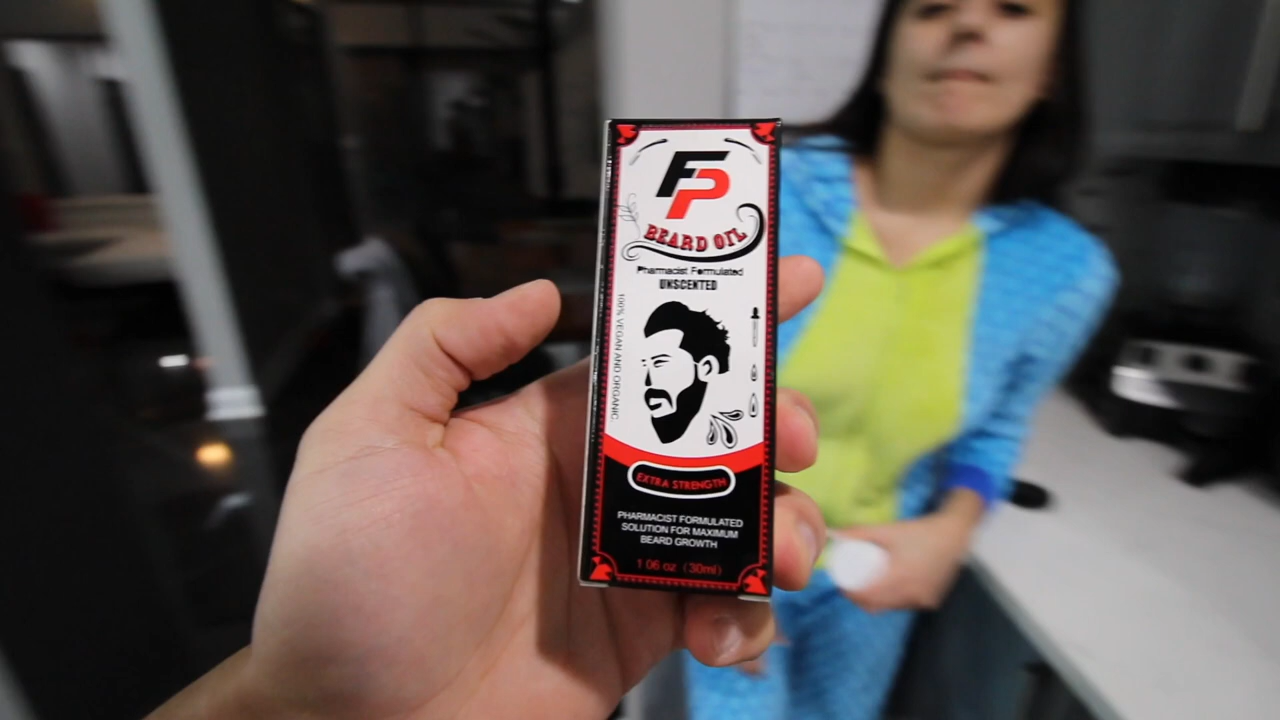 FP
BEARD OIL
Pharmacist Formulated
UNSCENTED
100% VEGAN AND ORGANIC
EXTRA STRENGTH
PHARMACIST FORMULATED
SOLUTION FOR MAXIMUM
BEARD GROWTH
1 06 oz (30ml)